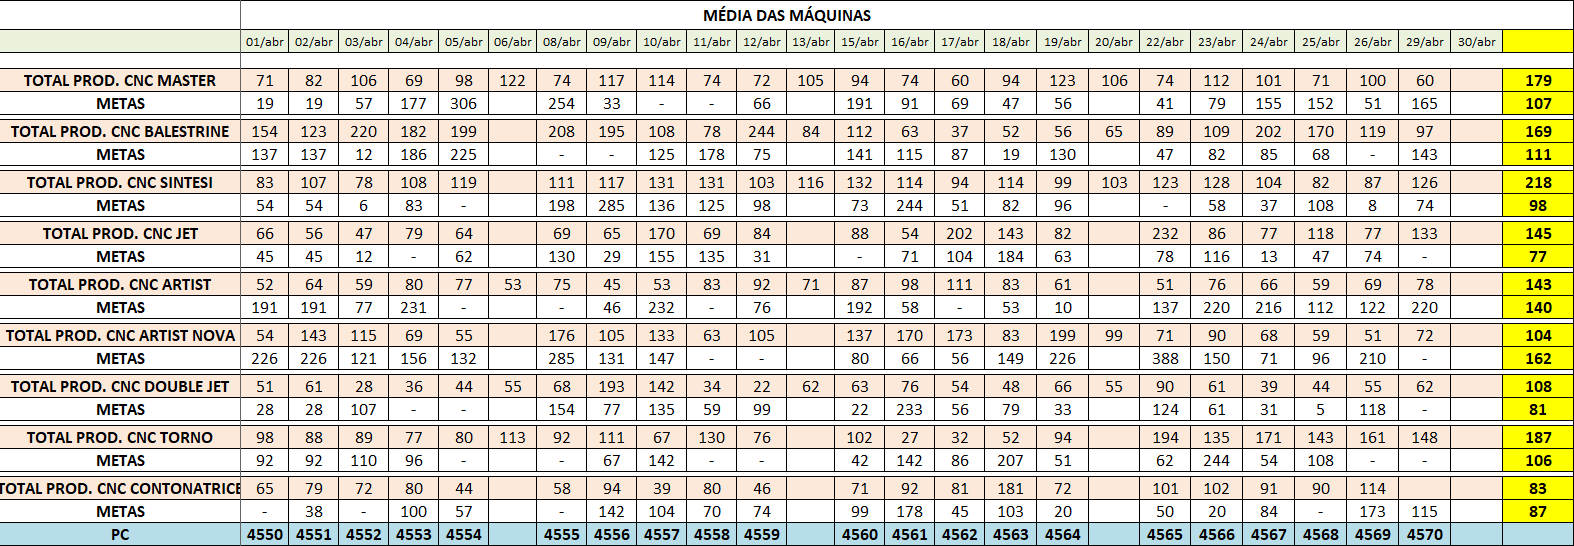 MÉDIA DAS MÁQUINAS
01/abr 02/abr 03/abr 04/abr 05/abr 06/abr 08/abr 09/abr 10/abr 11/abr 12/abr 13/abr 15/abr 16/abr 17/abr 18/abr 19/abr 20/abr 22/abr 23/abr 24/abr 25/abr 26/abr 29/abr 30/abr
TOTAL PROD. CNC MASTER 71 82 106 69 98 122 74 117 114 74 72 105 94 74 60 94 123 106 74 112 101 71 100 60 179
METAS 19 19 57 177 306 254 33 - - 66 191 91 69 47 56 41 79 155 152 51 165 107
TOTAL PROD. CNC BALESTRINE 154 123 220 182 199 208 195 108 78 244 84 112 63 37 52 56 65 89 109 202 170 119 97 169
METAS 137 137 12 186 225 - - 125 178 75 141 115 87 19 130 47 82 85 68 - 143 111
TOTAL PROD. CNC SINTESI 83 107 78 108 119 111 117 131 131 103 116 132 114 94 114 99 103 123 128 104 82 87 126 218
METAS 54 54 6 83 - 198 285 136 125 98 73 244 51 82 96 - 58 37 108 8 74 98
TOTAL PROD. CNC JET 66 56 47 79 64 69 65 170 69 84 88 54 202 143 82 232 86 77 118 77 133 145
METAS 45 45 12 - 62 130 29 155 135 31 - 71 104 184 63 78 116 13 47 74 - 77
TOTAL PROD. CNC ARTIST 52 64 59 80 77 53 75 45 53 83 92 71 87 98 111 83 61 51 76 66 59 69 78 143
METAS 191 191 77 231 - - 46 232 - 76 192 58 - 53 10 137 220 216 112 122 220 140
TOTAL PROD. CNC ARTIST NOVA 54 143 115 69 55 176 105 133 63 105 137 170 173 83 199 99 71 90 68 59 51 72 104
METAS 226 226 121 156 132 285 131 147 - - 80 66 56 149 226 388 150 71 96 210 - 162
TOTAL PROD. CNC DOUBLE JET 51 61 28 36 44 55 68 193 142 34 22 62 63 76 54 48 66 55 90 61 39 44 55 62 108
METAS 28 28 107 - - 154 77 135 59 99 22 233 56 79 33 124 61 31 5 118 - 81
TOTAL PROD. CNC TORNO 98 88 89 77 80 113 92 111 67 130 76 102 27 32 52 94 194 135 171 143 161 148 187
METAS 92 92 110 96 - - 67 142 - - 42 142 86 207 51 62 244 54 108 - - 106
TOTAL PROD. CNC CONTONATRICE 65 79 72 80 44 58 94 39 80 46 71 92 81 181 72 101 102 91 90 114 83
METAS - 38 - 100 57 - 142 104 70 74 99 178 45 103 20 50 20 84 - 173 115 87
PC 4550 4551 4552 4553 4554 4555 4556 4557 4558 4559 4560 4561 4562 4563 4564 4565 4566 4567 4568 4569 4570